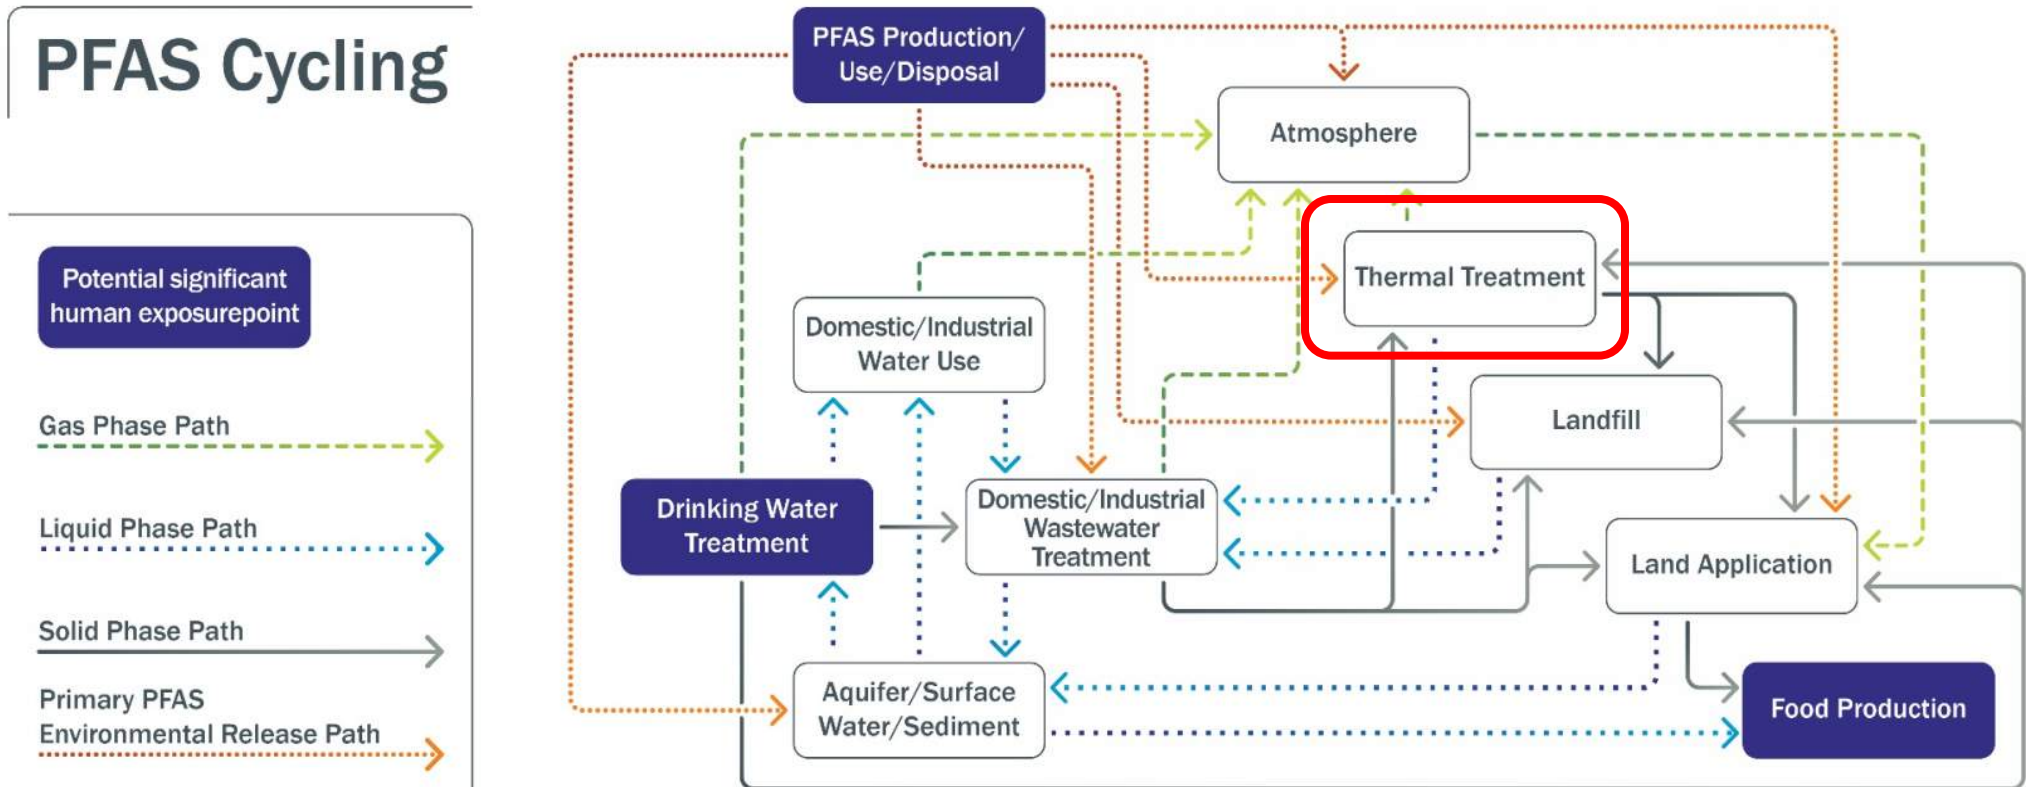 PFAS Cycling
Potential significant
human exposurepoint
Gas Phase Path
Liquid Phase Path
Solid Phase Path
Primary PFAS
Environmental Release Path
PFAS Production/
Use/Disposal
Atmosphere
Thermal Treatment
Domestic/Industrial
Water Use
Landfill
Drinking Water
Treatment
Domestic/Industrial
Wastewater
Treatment
Land Application
Aquifer/Surface
Water/Sediment
Food Production